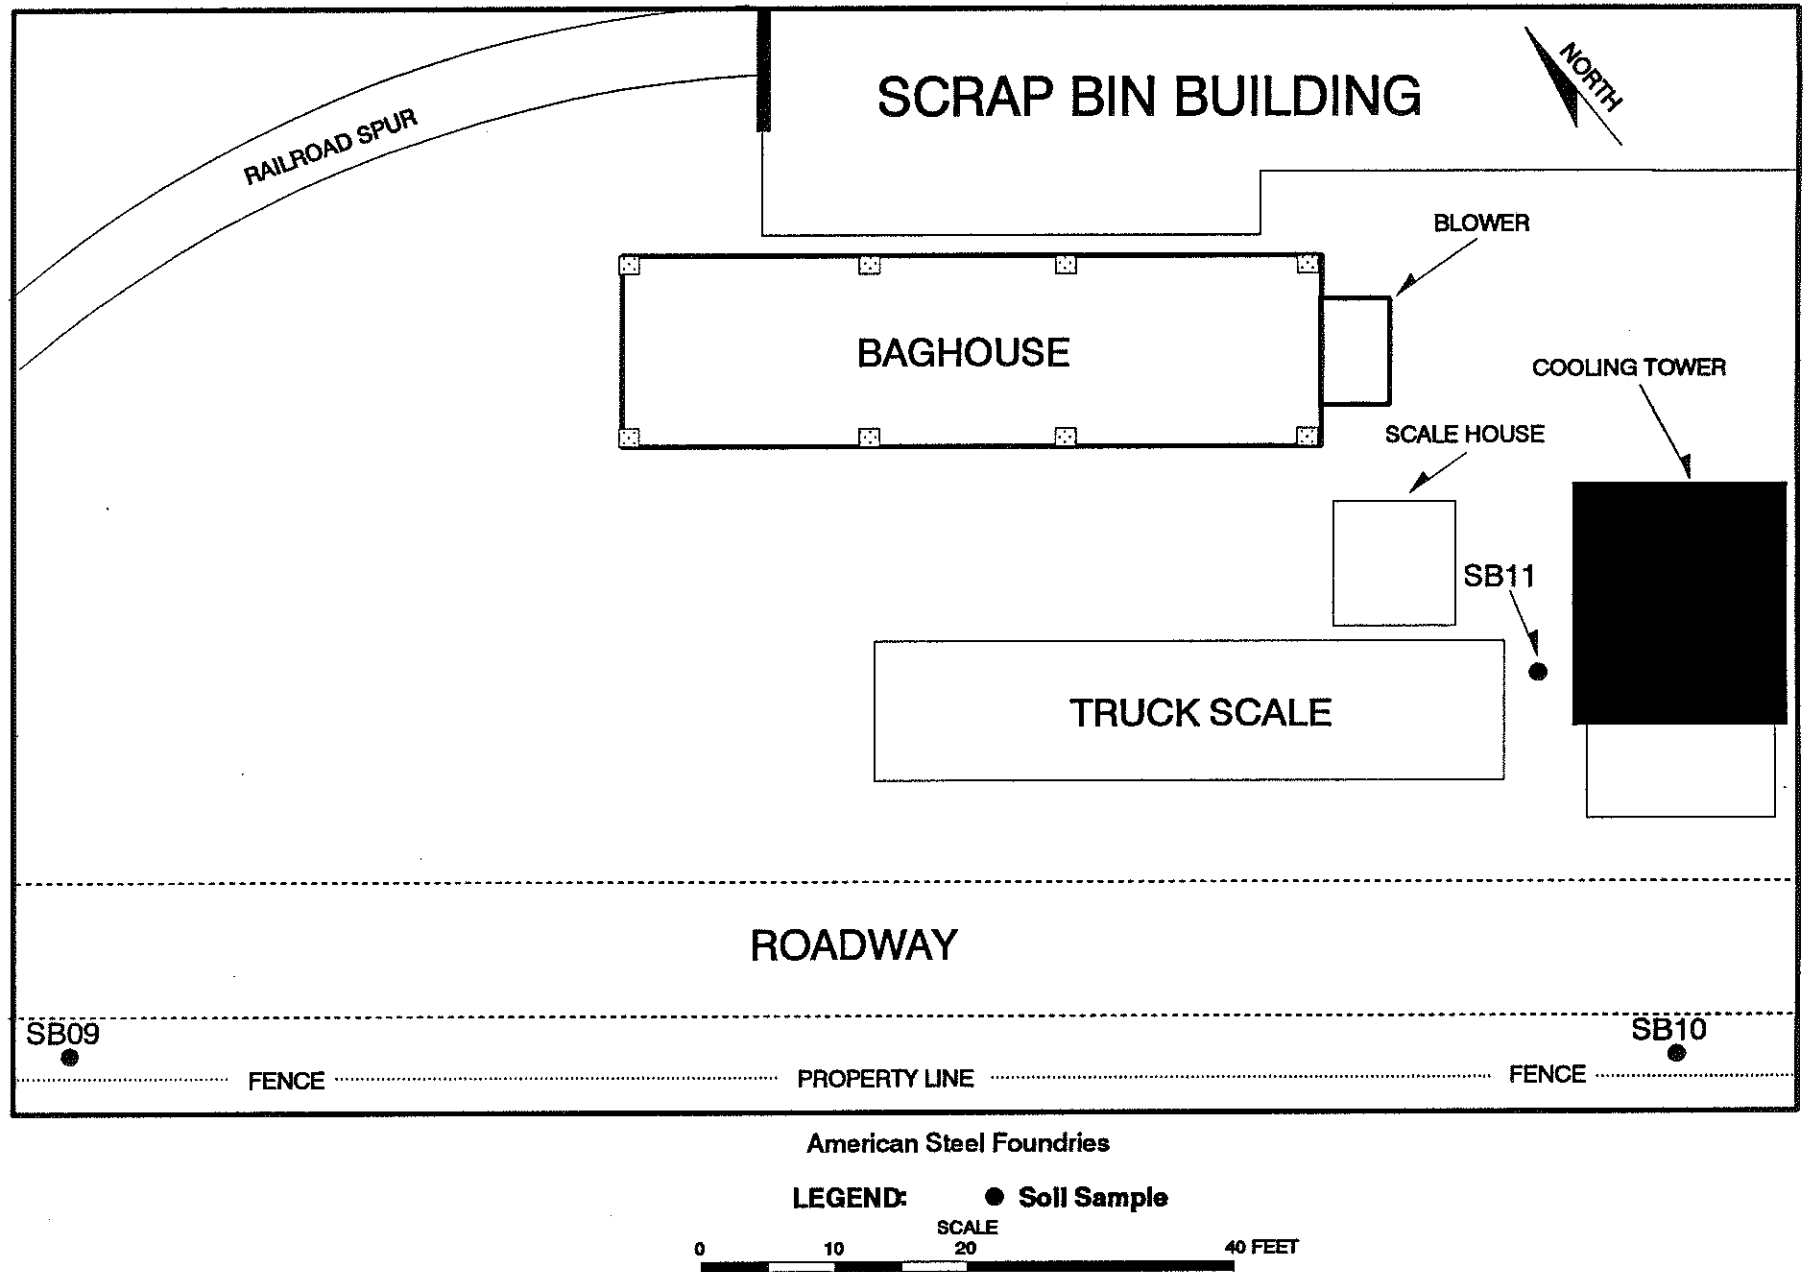 SCRAP BIN BUILDING
NORTH
RAILROAD SPUR
BLOWER
BAGHOUSE
COOLING TOWER
SCALE HOUSE
SB11
TRUCK SCALE
ROADWAY
SB09
SB10
FENCE PROPERTY LINE FENCE
American Steel Foundries
LEGEND: Soil Sample
SCALE
0 10 20 40 FEET